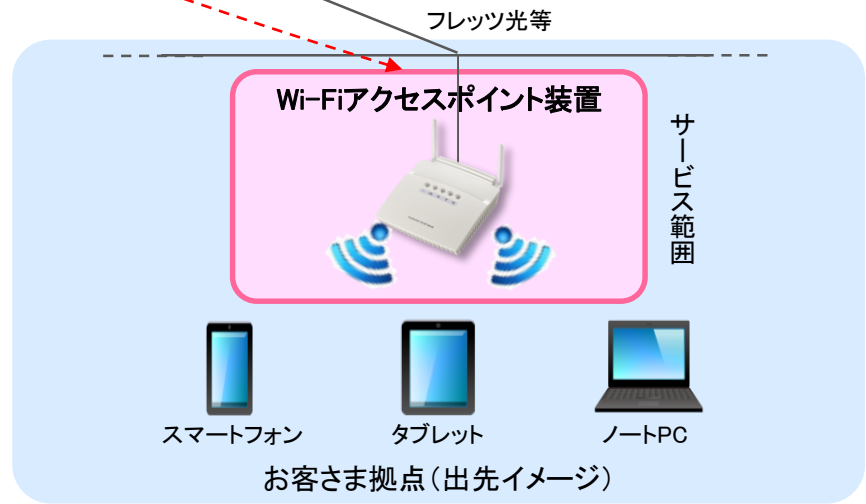 フレッツ光等
Wi-Fiアクセスポイント装置
サービス範囲
スマートフォン
タブレット
ノートPC
お客さま拠点（出先イメージ）